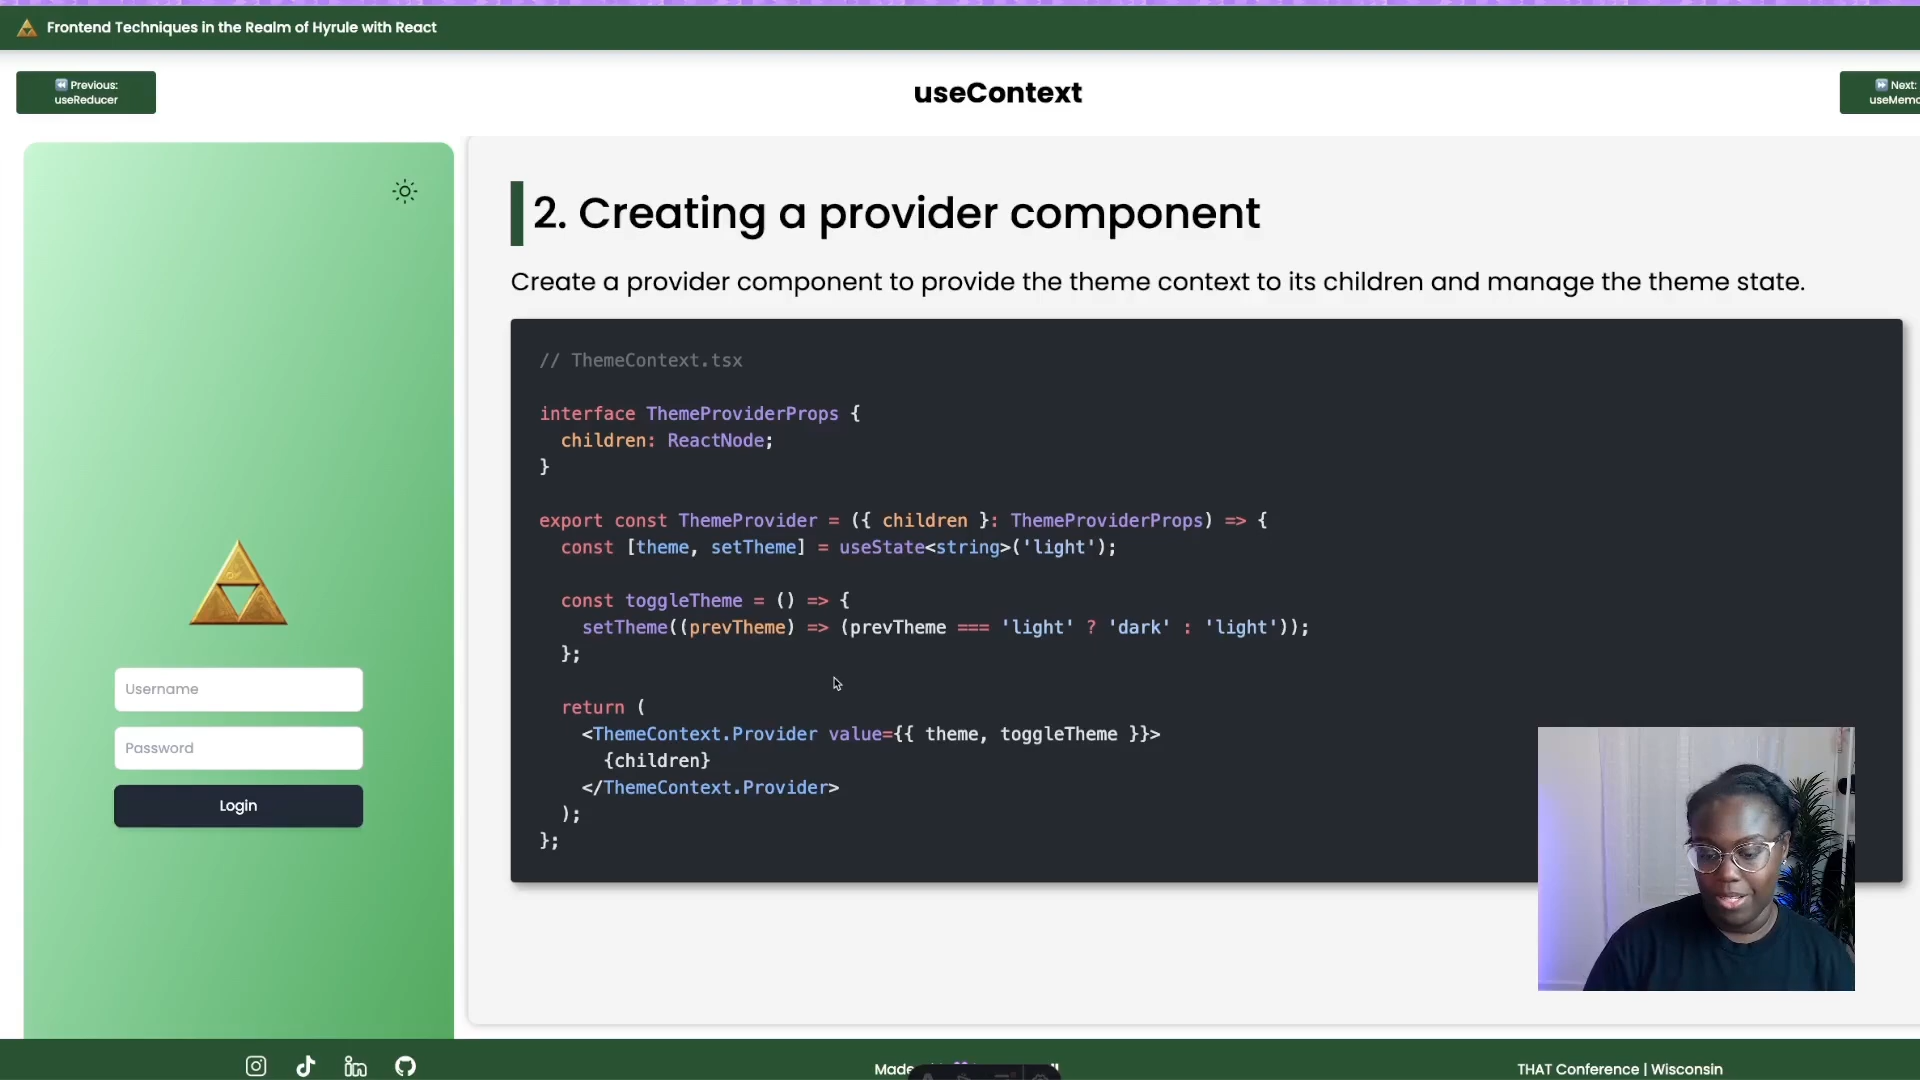 Frontend Techniques in the Realm of Hyrule with React
Previous:
useReducer
useContext
Next:
2. Creating a provider component
Create a provider component to provide the theme context to its children and manage the theme state.
// ThemeContext.tsx
interface ThemeProviderProps {
  children: ReactNode;
}
export const ThemeProvider = ({ children }: ThemeProviderProps) => {
  const [theme, setTheme] = useState<string>('light');
  const toggleTheme = () => {
    setTheme((prevTheme) => (prevTheme === 'light' ? 'dark' : 'light'));
  };
  return (
    <ThemeContext.Provider value={{ theme, toggleTheme }}>
      {children}
    </ThemeContext.Provider>
  );
};
Username
Password
Login
Made
THAT Conference | Wisconsin